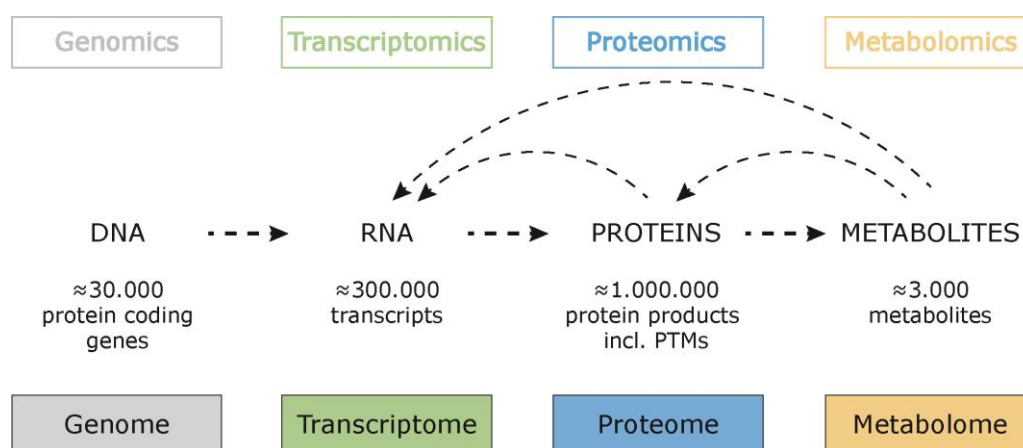 Genomics
Transcriptomics
Proteomics
Metabolomics
DNA
RNA
PROTEINS
METABOLITES
≈30.000
protein coding
genes
≈300.000
transcripts
≈1.000.000
protein products
incl. PTMs
≈3.000
metabolites
Genome
Transcriptome
Proteome
Metabolome